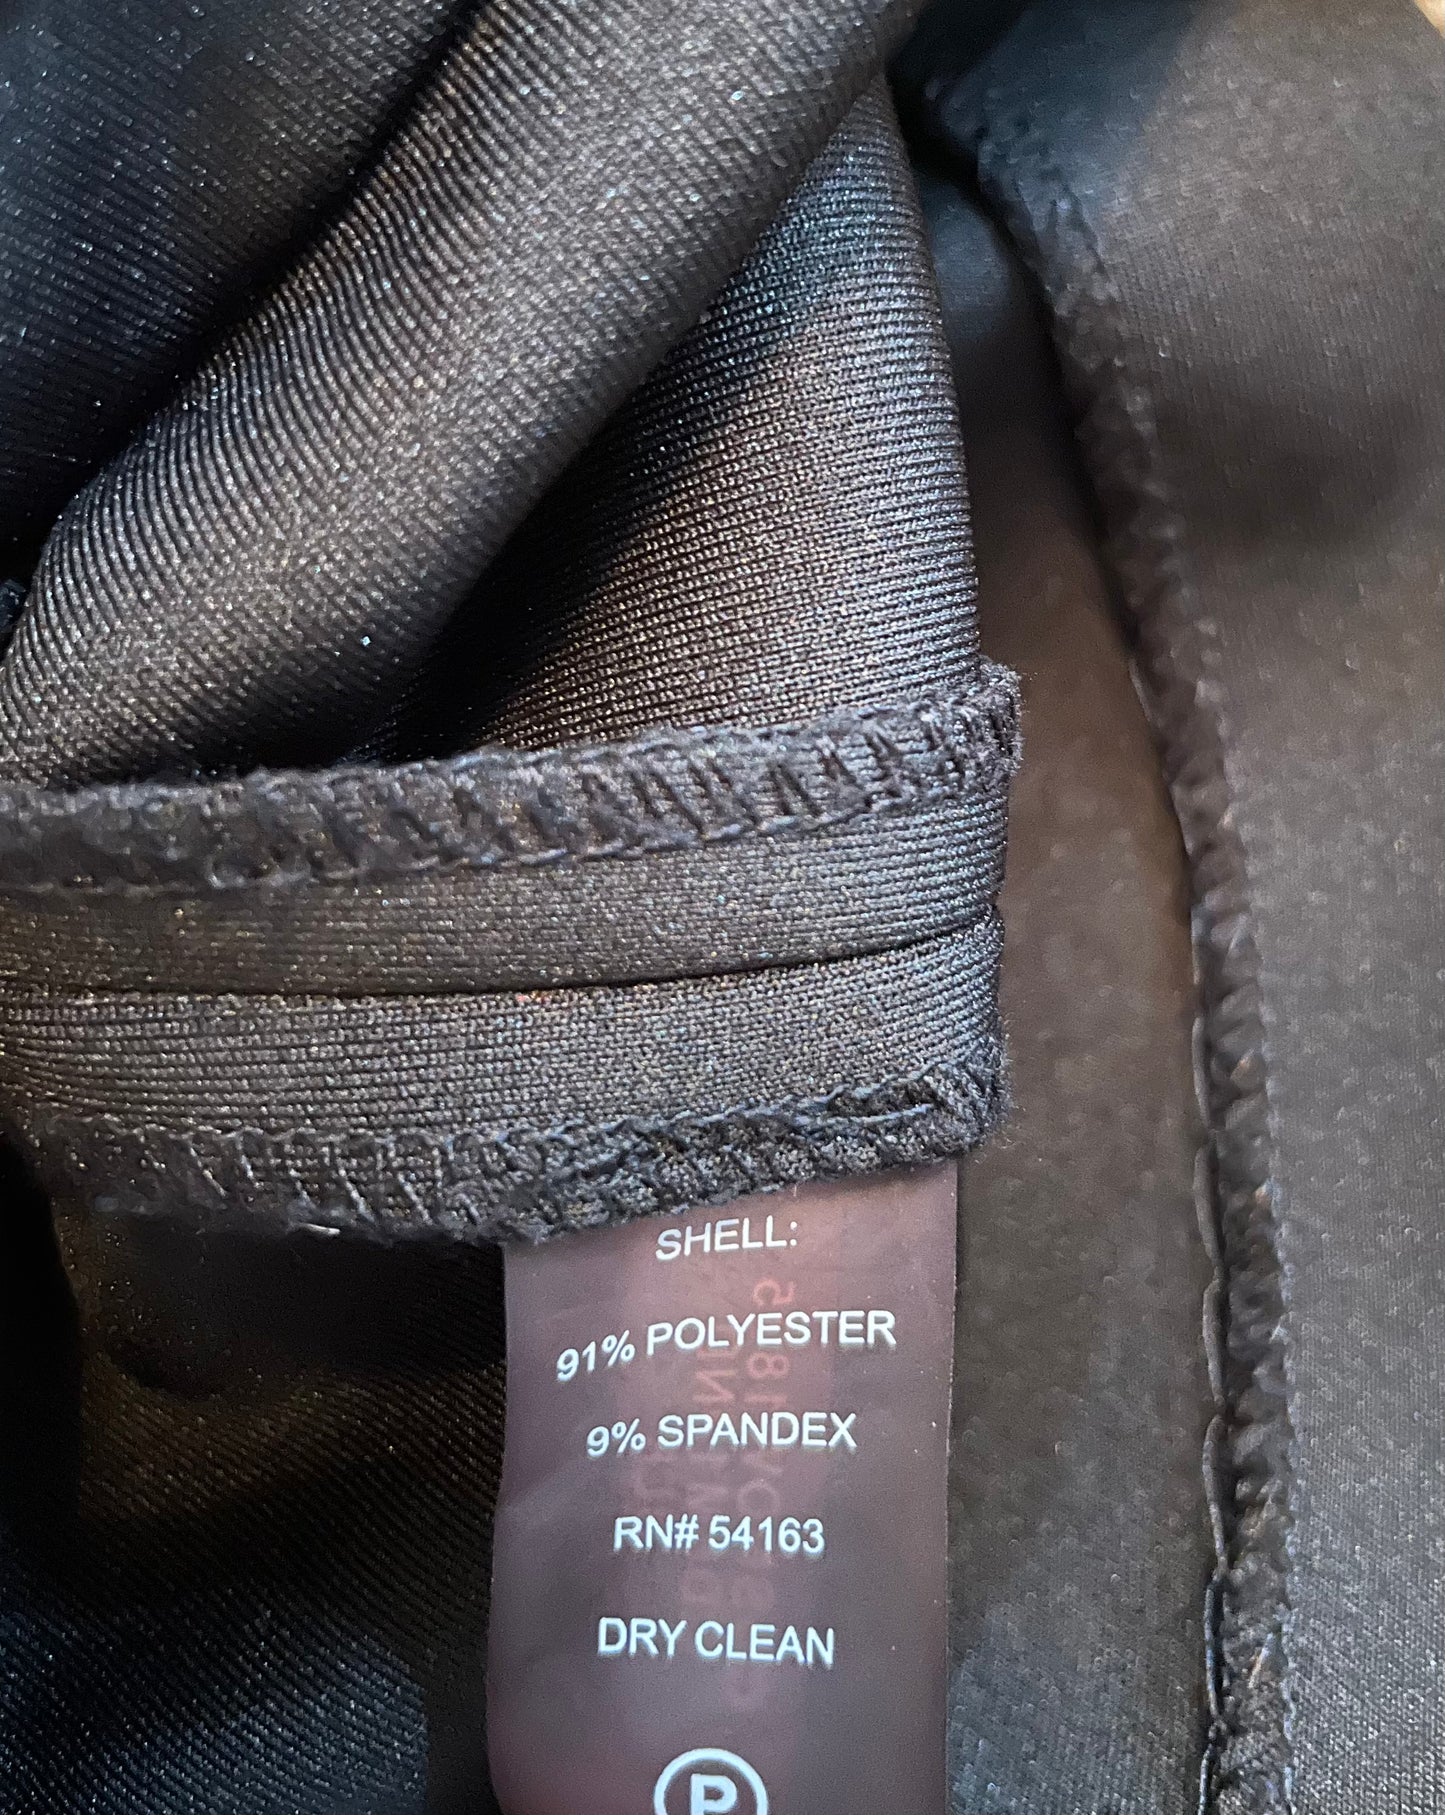 SHELL:
91% POLYESTER
9% SPANDEX
RN# 54163
DRY CLEAN
P